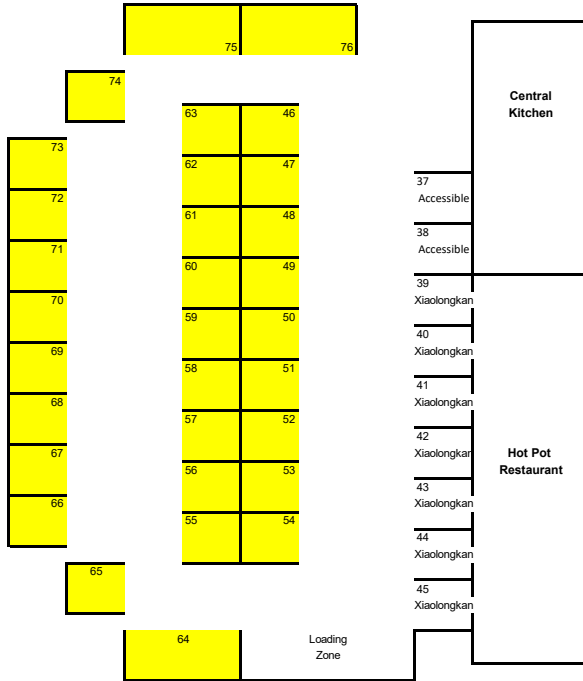 75 76
74
Central
Kitchen
63 46
73
62 47
37
Accessible
72
61 48
38
Accessible
71
60 49
39
Xiaolongkan
70
59 50
40
Xiaolongkan
69
58 51
41
Xiaolongkan
68
57 52
42
Xiaolongkan
67
Hot Pot
Restaurant
56 53
43
Xiaolongkan
66
55 54
44
Xiaolongkan
65
45
Xiaolongkan
64
Loading
Zone